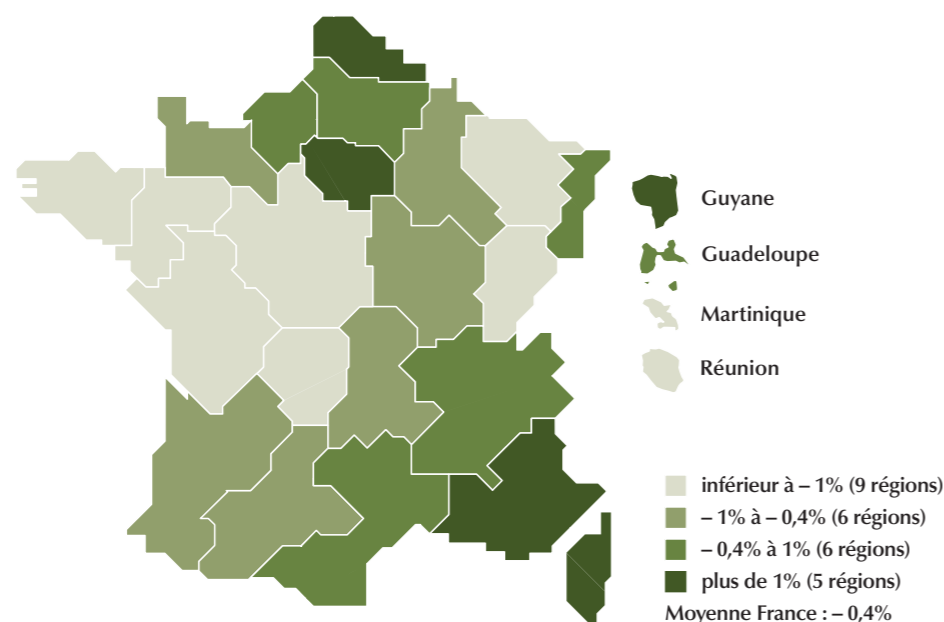 Guyane
Guadeloupe
Martinique
Réunion
inférieur à – 1% (9 régions)
– 1% à – 0,4% (6 régions)
– 0,4% à 1% (6 régions)
plus de 1% (5 régions)
Moyenne France : – 0,4%